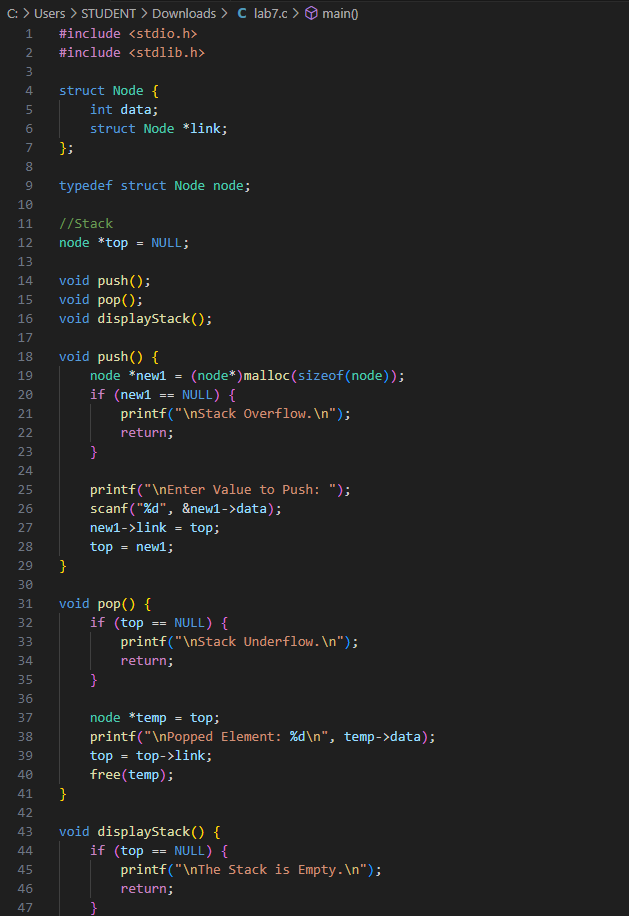 C: > Users > STUDENT > Downloads > C lab7.c > main()
1 #include <stdio.h>
2 #include <stdlib.h>
3
4 struct Node {
5     int data;
6     struct Node *link;
7 };
8
9 typedef struct Node node;
10
11 //Stack
12 node *top = NULL;
13
14 void push();
15 void pop();
16 void displayStack();
17
18 void push() {
19     node *new1 = (node*)malloc(sizeof(node));
20     if (new1 == NULL) {
21         printf("\nStack Overflow.\n");
22         return;
23     }
24
25     printf("\nEnter Value to Push: ");
26     scanf("%d", &new1->data);
27     new1->link = top;
28     top = new1;
29 }
30
31 void pop() {
32     if (top == NULL) {
33         printf("\nStack Underflow.\n");
34         return;
35     }
36
37     node *temp = top;
38     printf("\nPopped Element: %d\n", temp->data);
39     top = top->link;
40     free(temp);
41 }
42
43 void displayStack() {
44     if (top == NULL) {
45         printf("\nThe Stack is Empty.\n");
46         return;
47     }